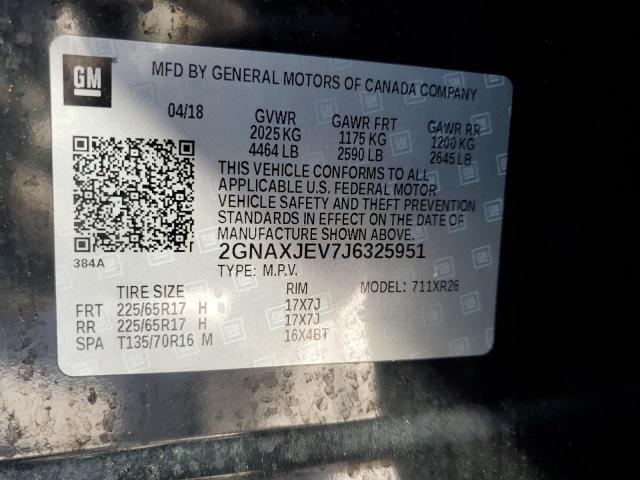 GM
MFD BY GENERAL MOTORS OF CANADA COMPANY
04/18 GVWR GAWR FRT GAWR RR
2025 KG 1175 KG 1200 KG
4464 LB 2590 LB 2645 LB
THIS VEHICLE CONFORMS TO ALL
APPLICABLE U.S. FEDERAL MOTOR
VEHICLE SAFETY AND THEFT PREVENTION
STANDARDS IN EFFECT ON THE DATE OF
MANUFACTURE SHOWN ABOVE.
384A 2GNAXJEV7J6325951
TYPE: M.P.V. MODEL: 711XR26
TIRE SIZE RIM
FRT 225/65R17 H 17X7J
RR 225/65R17 H 17X7J
SPA T135/70R16 M 16X4BT